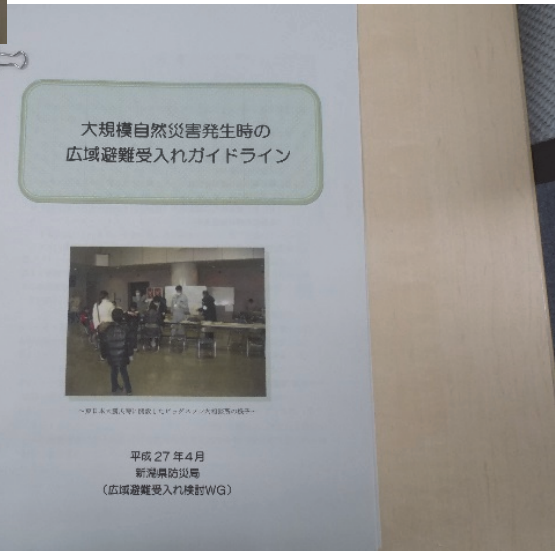 大規模自然災害発生時の
広域避難受入れガイドライン
平成27年4月
新潟県防災局
（広域避難受入れ検討WG）